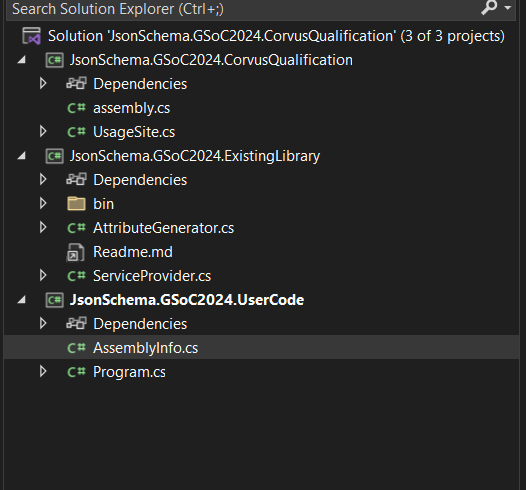 Search Solution Explorer (Ctrl+;)
Solution 'JsonSchema.GSoC2024.CorvusQualification' (3 of 3 projects)
C# JsonSchema.GSoC2024.CorvusQualification
Dependencies
C# assembly.cs
C# UsageSite.cs
C# JsonSchema.GSoC2024.ExistingLibrary
Dependencies
bin
C# AttributeGenerator.cs
Readme.md
C# ServiceProvider.cs
C# JsonSchema.GSoC2024.UserCode
Dependencies
C# AssemblyInfo.cs
C# Program.cs